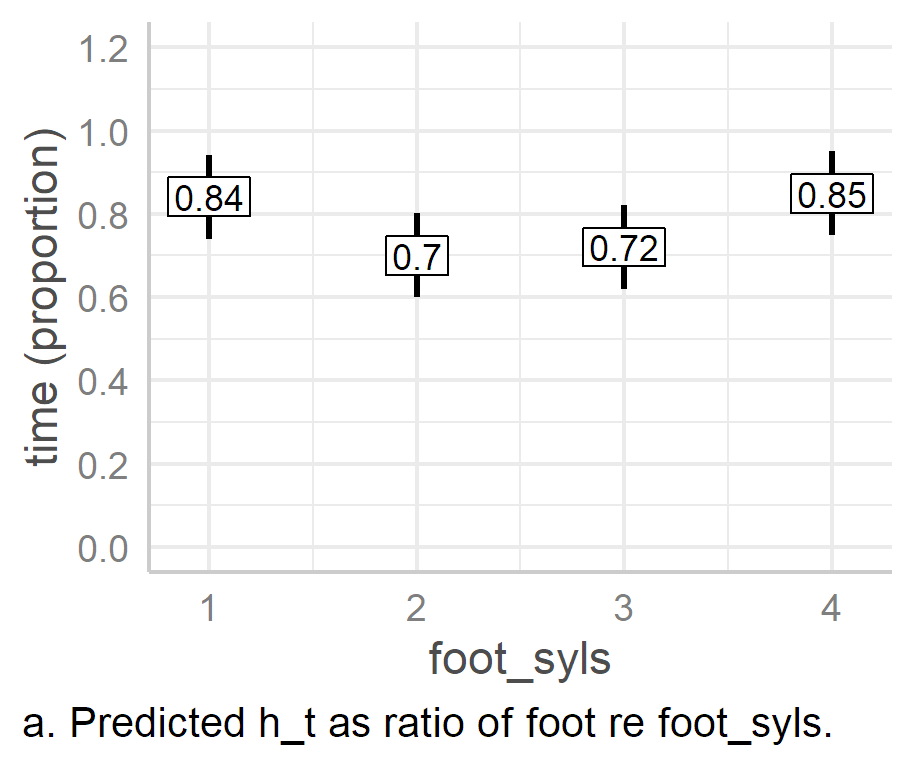 1.2
1.0
0.8
0.6
0.4
0.2
0.0
time (proportion)
0.84
0.7
0.72
0.85
1 2 3 4
foot_syls
a. Predicted h_t as ratio of foot re foot_syls.